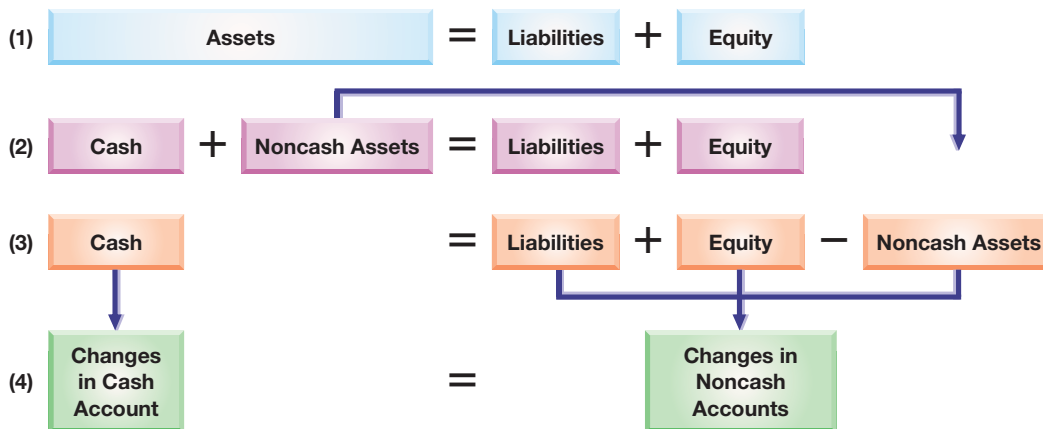 (1) Assets = Liabilities + Equity
(2) Cash + Noncash Assets = Liabilities + Equity
(3) Cash = Liabilities + Equity − Noncash Assets
(4) Changes in Cash Account = Changes in Noncash Accounts